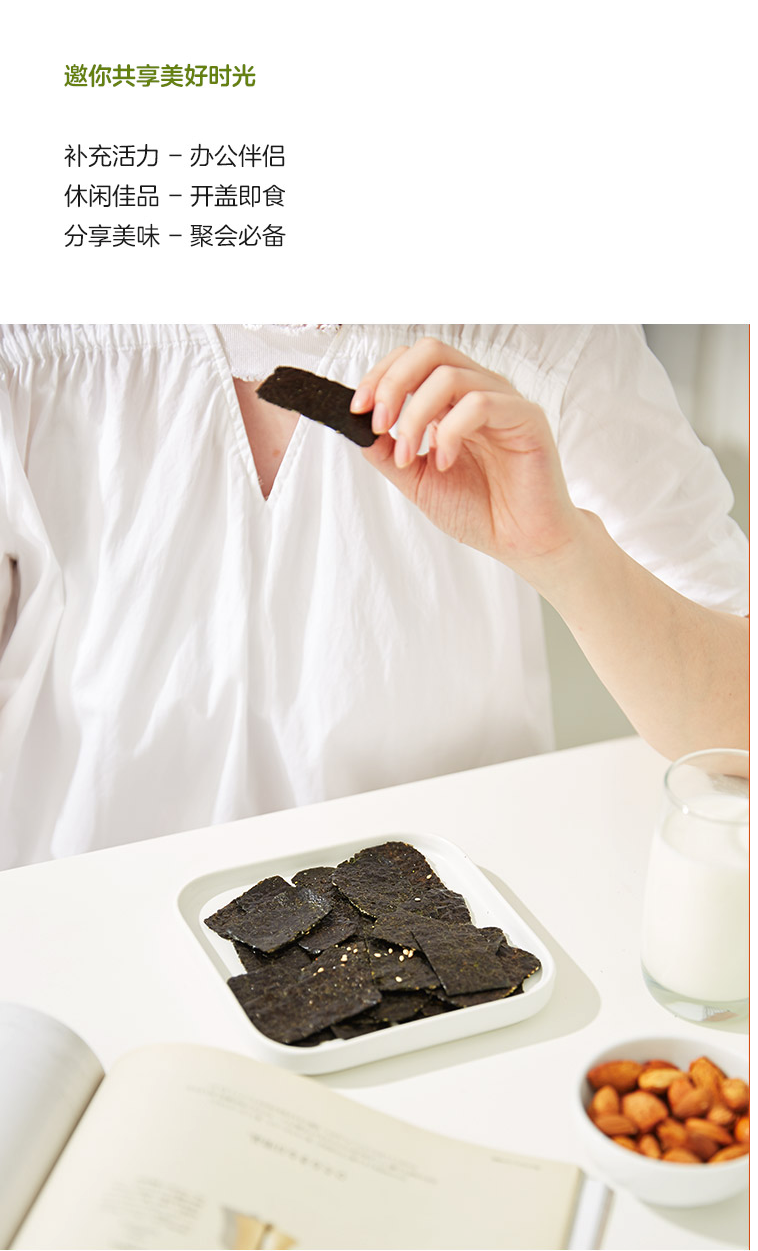 邀你共享美好时光
补充活力 – 办公伴侣
休闲佳品 – 开盖即食
分享美味 – 聚会必备